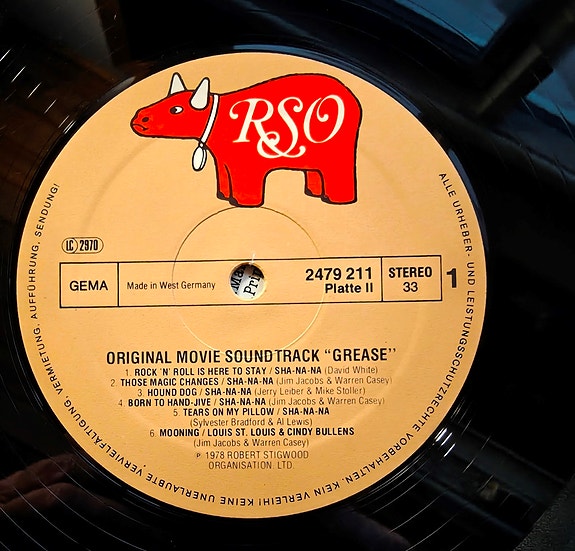 RSO
LC 2970
GEMA
Made in West Germany
2479 211
Platte II
STEREO
33
1
ORIGINAL MOVIE SOUNDTRACK "GREASE"
1. ROCK 'N' ROLL IS HERE TO STAY / SHA-NA-NA (David White)
2. THOSE MAGIC CHANGES / SHA-NA-NA (Jim Jacobs & Warren Casey)
3. HOUND DOG / SHA-NA-NA (Jerry Leiber & Mike Stoller)
4. BORN TO HAND-JIVE / SHA-NA-NA (Jim Jacobs & Warren Casey)
5. TEARS ON MY PILLOW / SHA-NA-NA
(Sylvester Bradford & Al Lewis)
6. MOONING / LOUIS ST. LOUIS & CINDY BULLENS
(Jim Jacobs & Warren Casey)
℗ 1978 ROBERT STIGWOOD
ORGANISATION. LTD.
ALLE URHEBER- UND LEISTUNGSSCHUTZRECHTE VORBEHALTEN. KEIN VERLEIH! KEINE UNERLAUBTE VERVIELFÄLTIGUNG, VERMIETUNG, AUFFÜHRUNG, SENDUNG!